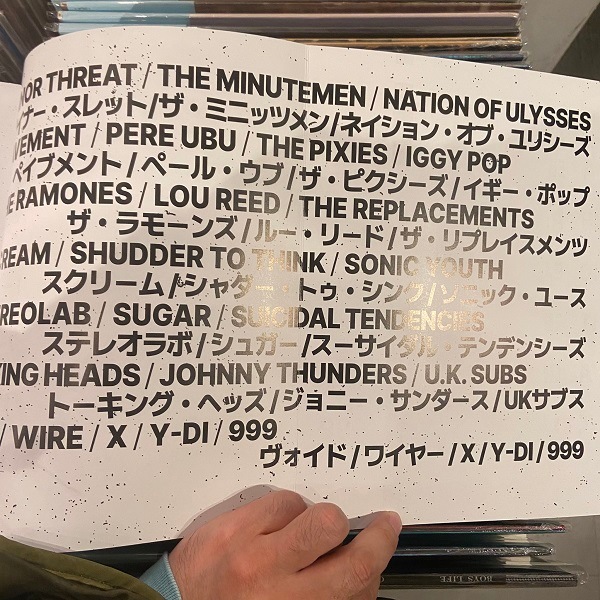 NOR THREAT / THE MINUTEMEN / NATION OF ULYSSES
イナー・スレット/ザ・ミニッツメン/ネイション・オブ・ユリシーズ
VEMENT / PERE UBU / THE PIXIES / IGGY POP
ペイブメント/ペール・ウブ/ザ・ピクシーズ/イギー・ポップ
E RAMONES / LOU REED / THE REPLACEMENTS
ザ・ラモーンズ/ルー・リード/ザ・リプレイスメンツ
REAM / SHUDDER TO THINK / SONIC YOUTH
スクリーム/シャダー・トゥ・シンク/ソニック・ユース
REOLAB / SUGAR / SUICIDAL TENDENCIES
ステレオラボ/シュガー/スーサイダル・テンデンシーズ
KING HEADS / JOHNNY THUNDERS / U.K. SUBS
トーキング・ヘッズ/ジョニー・サンダース/UKサブス
/ WIRE / X / Y-DI / 999
ヴォイド/ワイヤー/X/Y-DI/999
BOYS LIFE